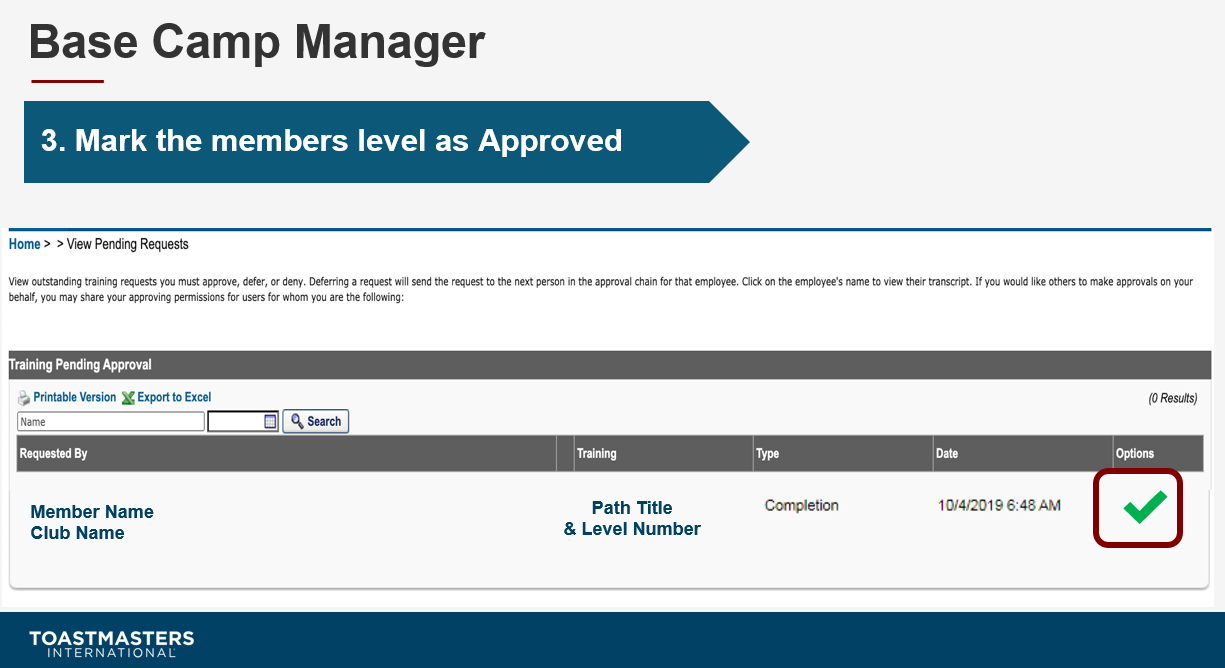 Base Camp Manager
3. Mark the members level as Approved
Home > > View Pending Requests
View outstanding training requests you must approve, defer, or deny. Deferring a request will send the request to the next person in the approval chain for that employee. Click on the employee's name to view their transcript. If you would like others to make approvals on your
behalf, you may share your approving permissions for users for whom you are the following:
Training Pending Approval
Printable Version Export to Excel
(0 Results)
Name Search
Requested By Training Type Date Options
Member Name Path Title Completion 10/4/2019 6:48 AM
Club Name & Level Number
TOASTMASTERS
INTERNATIONAL